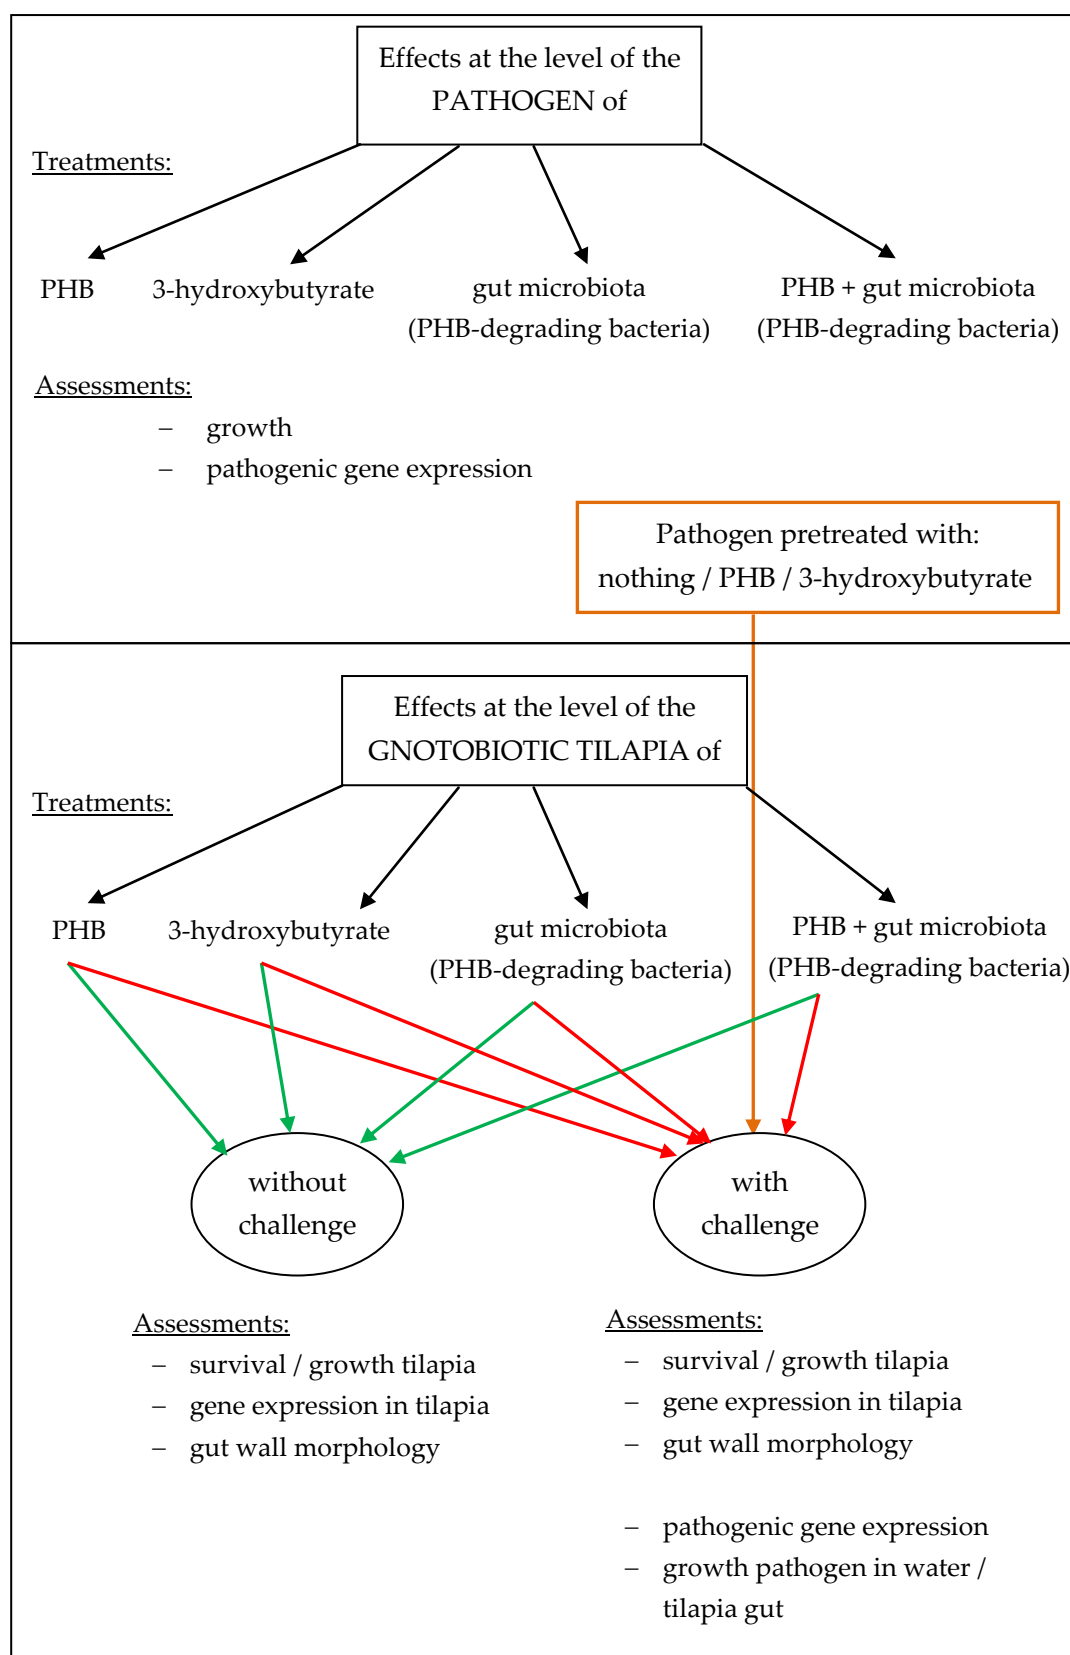 Effects at the level of the
PATHOGEN of
Treatments:
PHB
3-hydroxybutyrate
gut microbiota
(PHB-degrading bacteria)
PHB + gut microbiota
(PHB-degrading bacteria)
Assessments:
– growth
– pathogenic gene expression
Pathogen pretreated with:
nothing / PHB / 3-hydroxybutyrate
Effects at the level of the
GNOTOBIOTIC TILAPIA of
Treatments:
PHB
3-hydroxybutyrate
gut microbiota
(PHB-degrading bacteria)
PHB + gut microbiota
(PHB-degrading bacteria)
without
challenge
with
challenge
Assessments:
– survival / growth tilapia
– gene expression in tilapia
– gut wall morphology
Assessments:
– survival / growth tilapia
– gene expression in tilapia
– gut wall morphology
– pathogenic gene expression
– growth pathogen in water /
tilapia gut